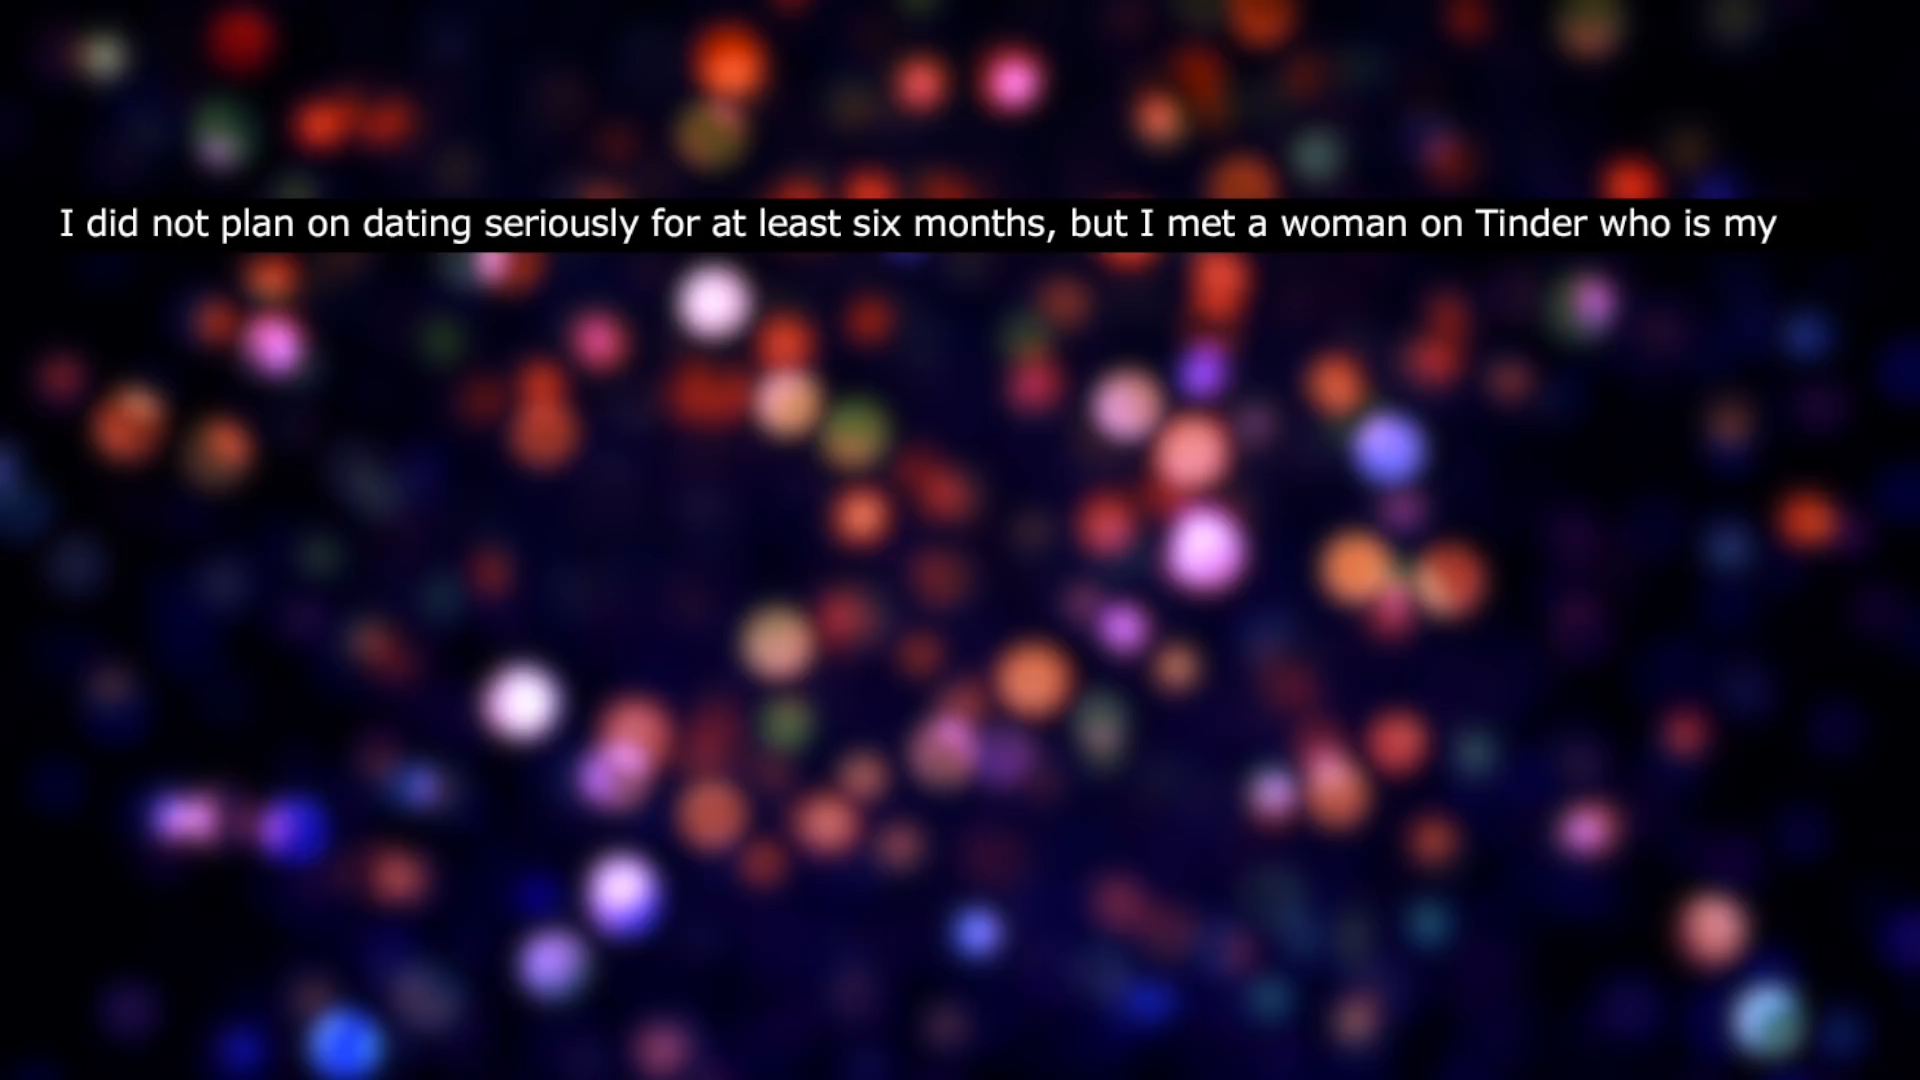 I did not plan on dating seriously for at least six months, but I met a woman on Tinder who is my